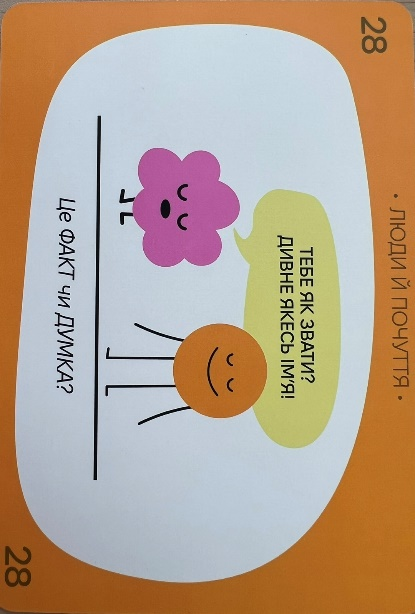 28
• ЛЮДИ Й ПОЧУТТЯ •
ТЕБЕ ЯК ЗВАТИ?
ДИВНЕ ЯКЕСЬ ІМ'Я!
Це ФАКТ чи ДУМКА?
28